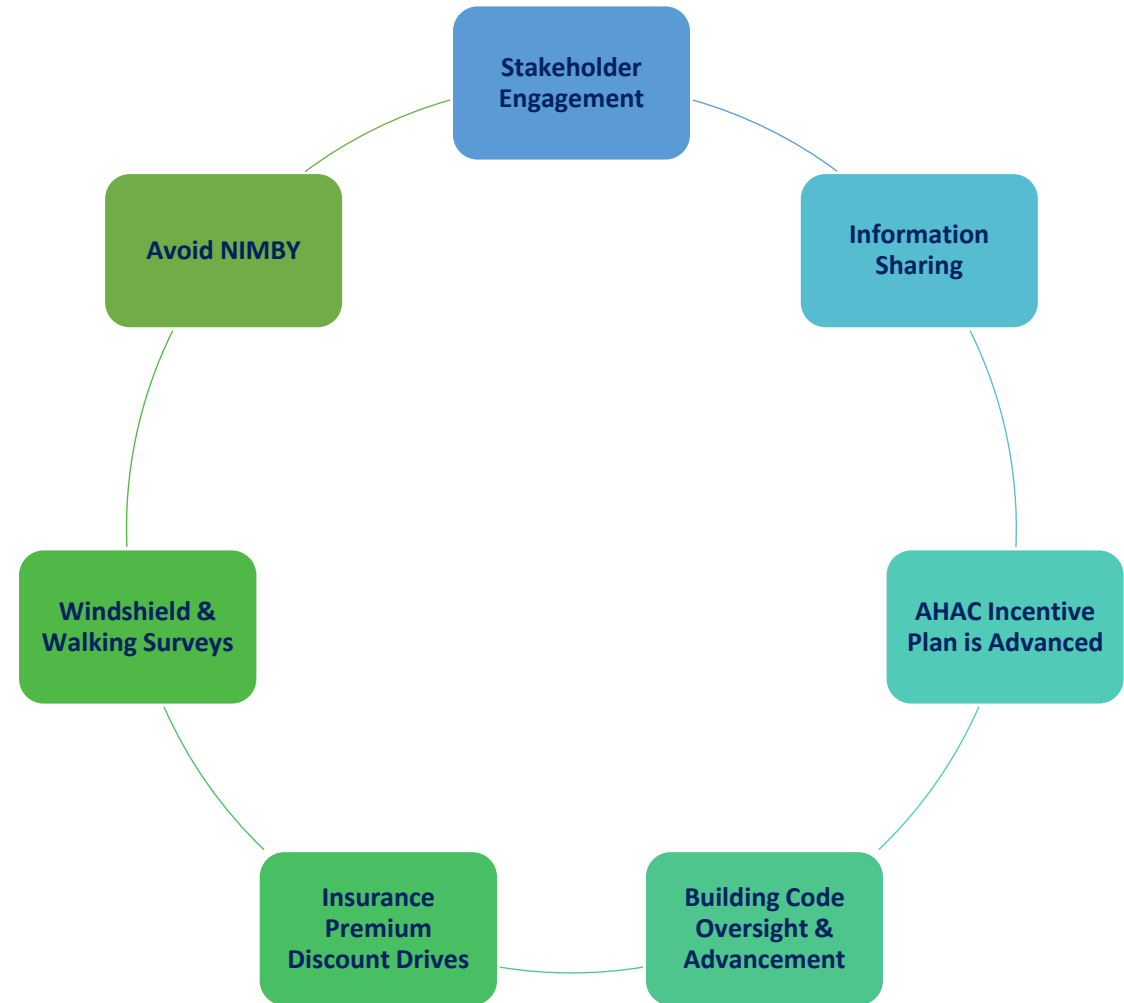 Stakeholder
Engagement
Information
Sharing
AHAC Incentive
Plan is Advanced
Building Code
Oversight &
Advancement
Insurance
Premium
Discount Drives
Windshield &
Walking Surveys
Avoid NIMBY